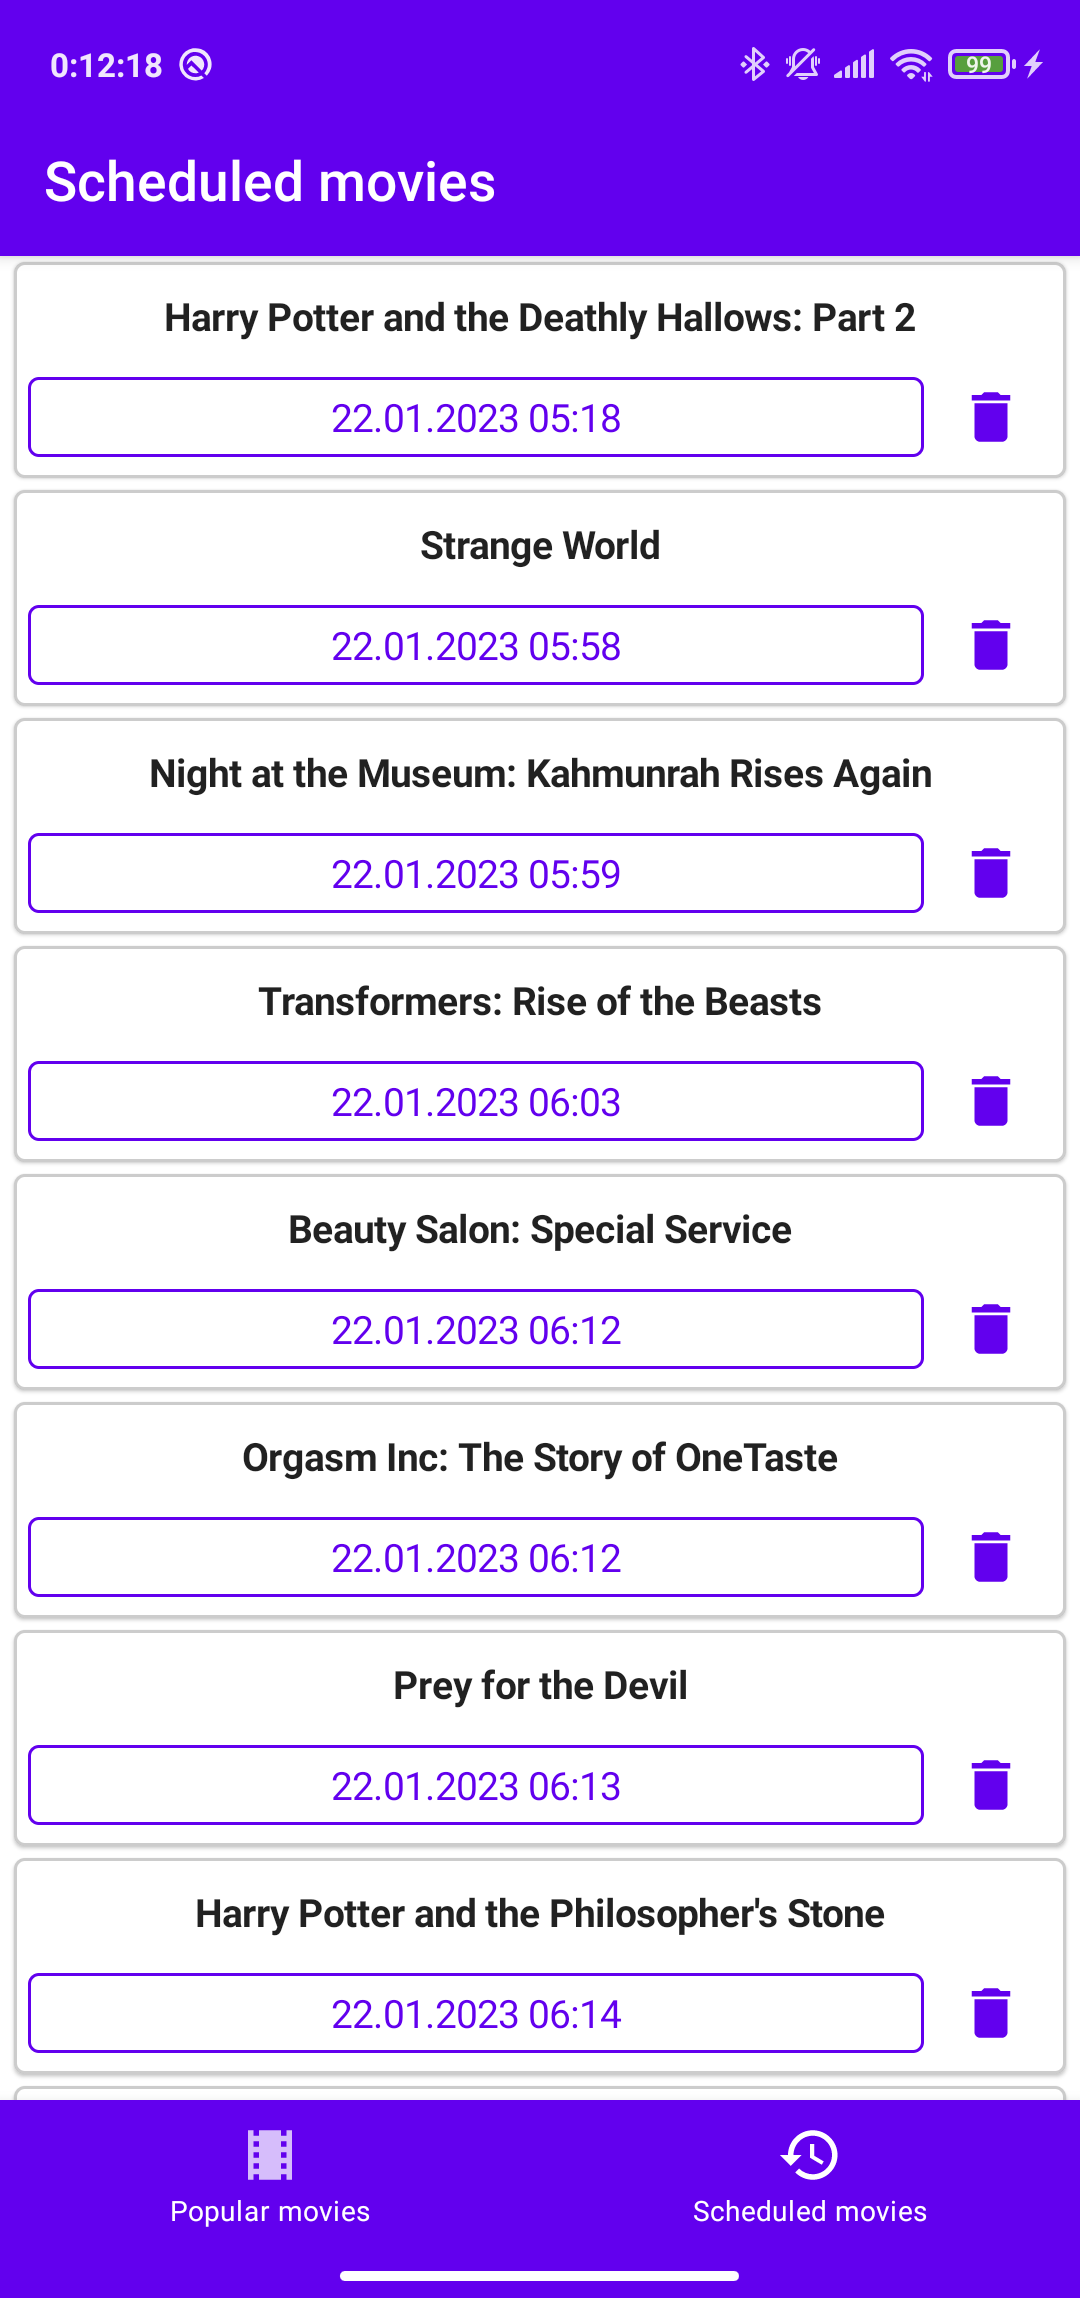 0:12:18
99
Scheduled movies
Harry Potter and the Deathly Hallows: Part 2
22.01.2023 05:18
Strange World
22.01.2023 05:58
Night at the Museum: Kahmunrah Rises Again
22.01.2023 05:59
Transformers: Rise of the Beasts
22.01.2023 06:03
Beauty Salon: Special Service
22.01.2023 06:12
Orgasm Inc: The Story of OneTaste
22.01.2023 06:12
Prey for the Devil
22.01.2023 06:13
Harry Potter and the Philosopher's Stone
22.01.2023 06:14
Popular movies
Scheduled movies